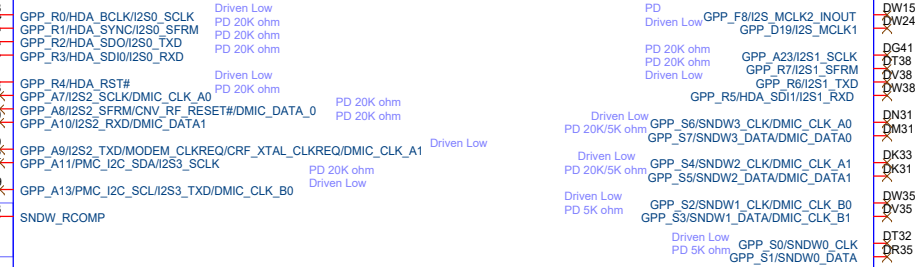 GPP_R0/HDA_BCLK/I2S0_SCLK Driven Low
GPP_R1/HDA_SYNC/I2S0_SFRM PD 20K ohm
GPP_R2/HDA_SDO/I2S0_TXD PD 20K ohm
GPP_R3/HDA_SDI0/I2S0_RXD PD 20K ohm
GPP_R4/HDA_RST# Driven Low
GPP_A7/I2S2_SCLK/DMIC_CLK_A0 PD 20K ohm
GPP_A8/I2S2_SFRM/CNV_RF_RESET#/DMIC_DATA_0 PD 20K ohm
GPP_A10/I2S2_RXD/DMIC_DATA1 PD 20K ohm
GPP_A9/I2S2_TXD/MODEM_CLKREQ/CRF_XTAL_CLKREQ/DMIC_CLK_A1 Driven Low
GPP_A11/PMC_I2C_SDA/I2S3_SCLK
PD 20K ohm
Driven Low
GPP_A13/PMC_I2C_SCL/I2S3_TXD/DMIC_CLK_B0
SNDW_RCOMP
PD GPP_F8/I2S_MCLK2_INOUT DW15
Driven Low GPP_D19/I2S_MCLK1 DW24
PD 20K ohm GPP_A23/I2S1_SCLK DG41
PD 20K ohm GPP_R7/I2S1_SFRM DT38
Driven Low GPP_R6/I2S1_TXD DV38
GPP_R5/HDA_SDI1/I2S1_RXD DW38
Driven Low GPP_S6/SNDW3_CLK/DMIC_CLK_A0 DN31
PD 20K/5K ohm GPP_S7/SNDW3_DATA/DMIC_DATA0 DM31
Driven Low GPP_S4/SNDW2_CLK/DMIC_CLK_A1 DK33
PD 20K/5K ohm GPP_S5/SNDW2_DATA/DMIC_DATA1 DK31
Driven Low GPP_S2/SNDW1_CLK/DMIC_CLK_B0 DW35
PD 5K ohm GPP_S3/SNDW1_DATA/DMIC_CLK_B1 DV35
Driven Low GPP_S0/SNDW0_CLK DT32
PD 5K ohm GPP_S1/SNDW0_DATA DR35